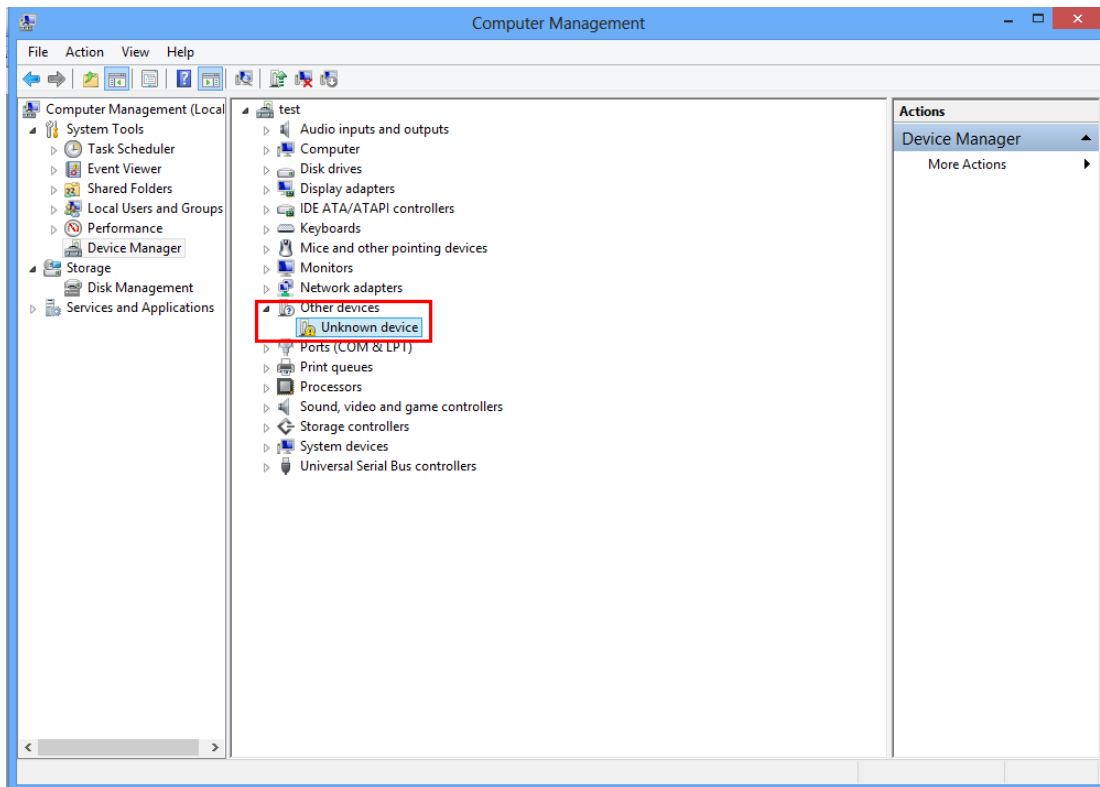 Computer Management
File Action View Help
Computer Management (Local
System Tools
Task Scheduler
Event Viewer
Shared Folders
Local Users and Groups
Performance
Device Manager
Storage
Disk Management
Services and Applications
test
Audio inputs and outputs
Computer
Disk drives
Display adapters
IDE ATA/ATAPI controllers
Keyboards
Mice and other pointing devices
Monitors
Network adapters
Other devices
Unknown device
Ports (COM & LPT)
Print queues
Processors
Sound, video and game controllers
Storage controllers
System devices
Universal Serial Bus controllers
Actions
Device Manager
More Actions